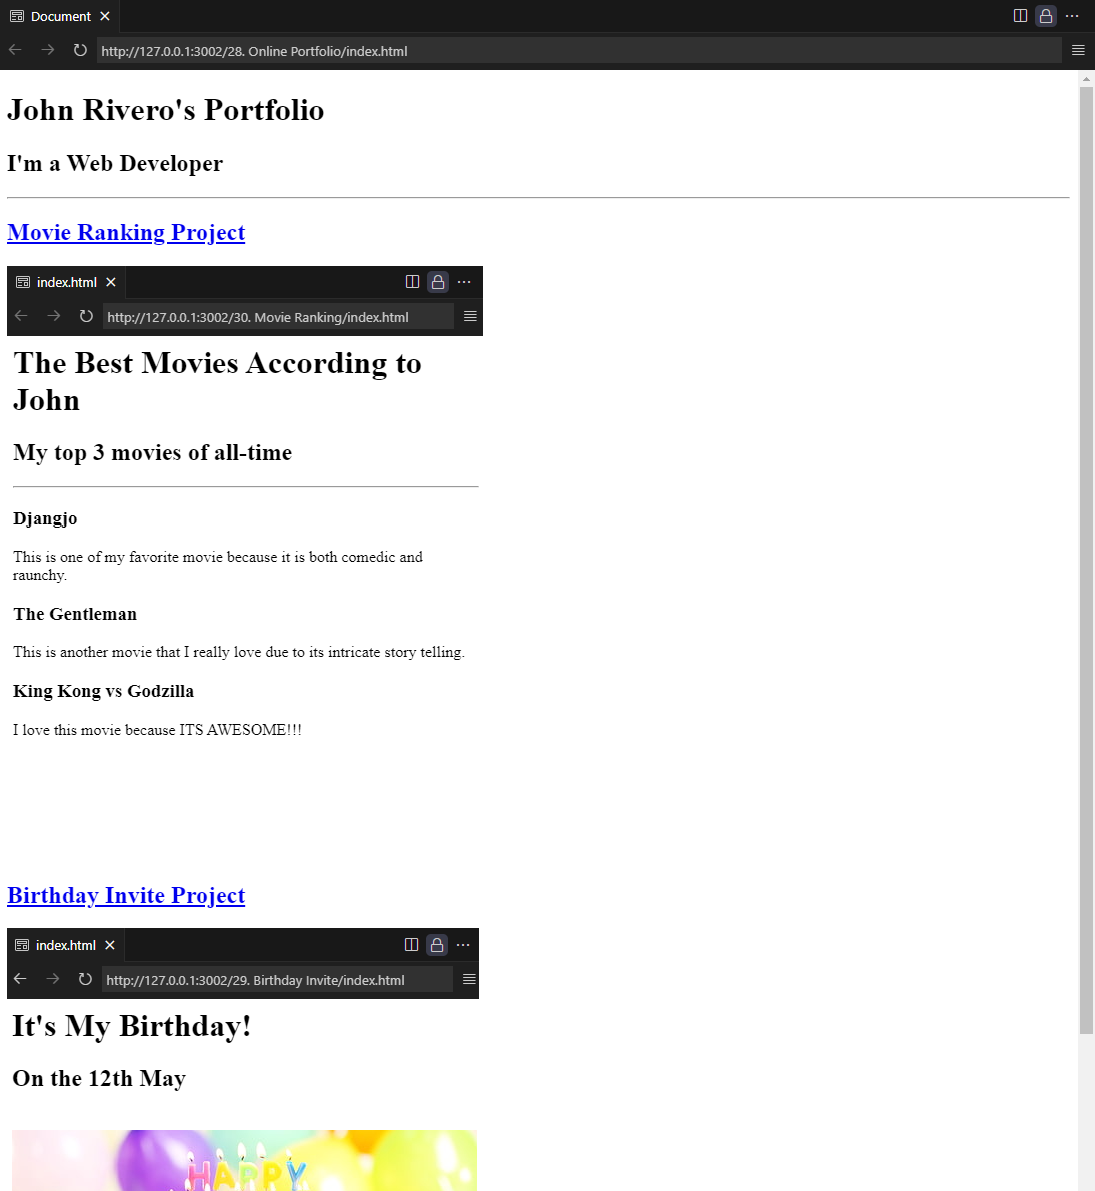 Document
http://127.0.0.1:3002/28. Online Portfolio/index.html
John Rivero's Portfolio
I'm a Web Developer
Movie Ranking Project
index.html
http://127.0.0.1:3002/30. Movie Ranking/index.html
The Best Movies According to
John
My top 3 movies of all-time
Djangjo
This is one of my favorite movie because it is both comedic and
raunchy.
The Gentleman
This is another movie that I really love due to its intricate story telling.
King Kong vs Godzilla
I love this movie because ITS AWESOME!!!
Birthday Invite Project
index.html
http://127.0.0.1:3002/29. Birthday Invite/index.html
It's My Birthday!
On the 12th May
HAPPY